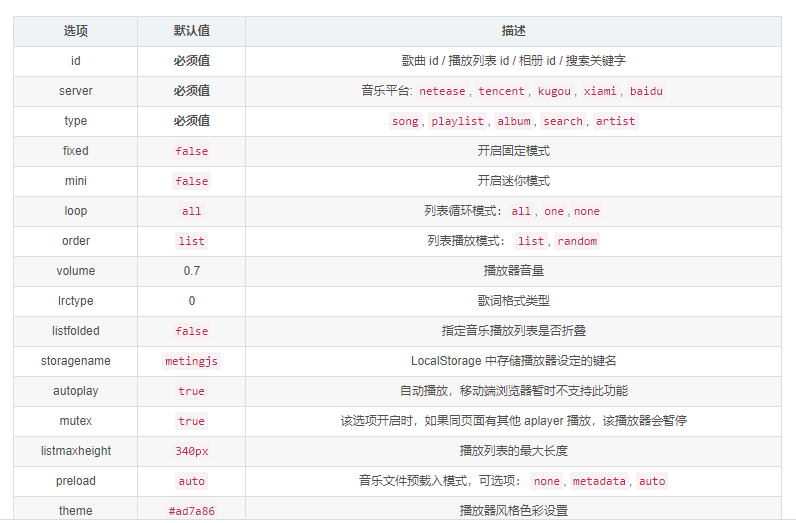 选项 默认值 描述
id 必须值 歌曲 id / 播放列表 id / 相册 id / 搜索关键字
server 必须值 音乐平台: netease, tencent, kugou, xiami, baidu
type 必须值 song, playlist, album, search, artist
fixed false 开启固定模式
mini false 开启迷你模式
loop all 列表循环模式： all, one,none
order list 列表播放模式： list, random
volume 0.7 播放器音量
lrctype 0 歌词格式类型
listfolded false 指定音乐播放列表是否折叠
storagename metingjs LocalStorage 中存储播放器设定的键名
autoplay true 自动播放，移动端浏览器暂时不支持此功能
mutex true 该选项开启时，如果同页面有其他 aplayer 播放，该播放器会暂停
listmaxheight 340px 播放列表的最大长度
preload auto 音乐文件预载入模式，可选项： none, metadata, auto
theme #ad7a86 播放器风格色彩设置